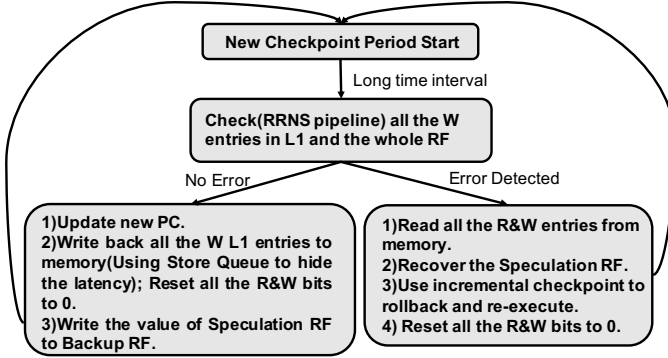 New Checkpoint Period Start
Long time interval
Check(RRNS pipeline) all the W
entries in L1 and the whole RF
No Error
Error Detected
1)Update new PC.
2)Write back all the W L1 entries to
memory(Using Store Queue to hide
the latency); Reset all the R&W bits
to 0.
3)Write the value of Speculation RF
to Backup RF.
1)Read all the R&W entries from
memory.
2)Recover the Speculation RF.
3)Use incremental checkpoint to
rollback and re-execute.
4) Reset all the R&W bits to 0.